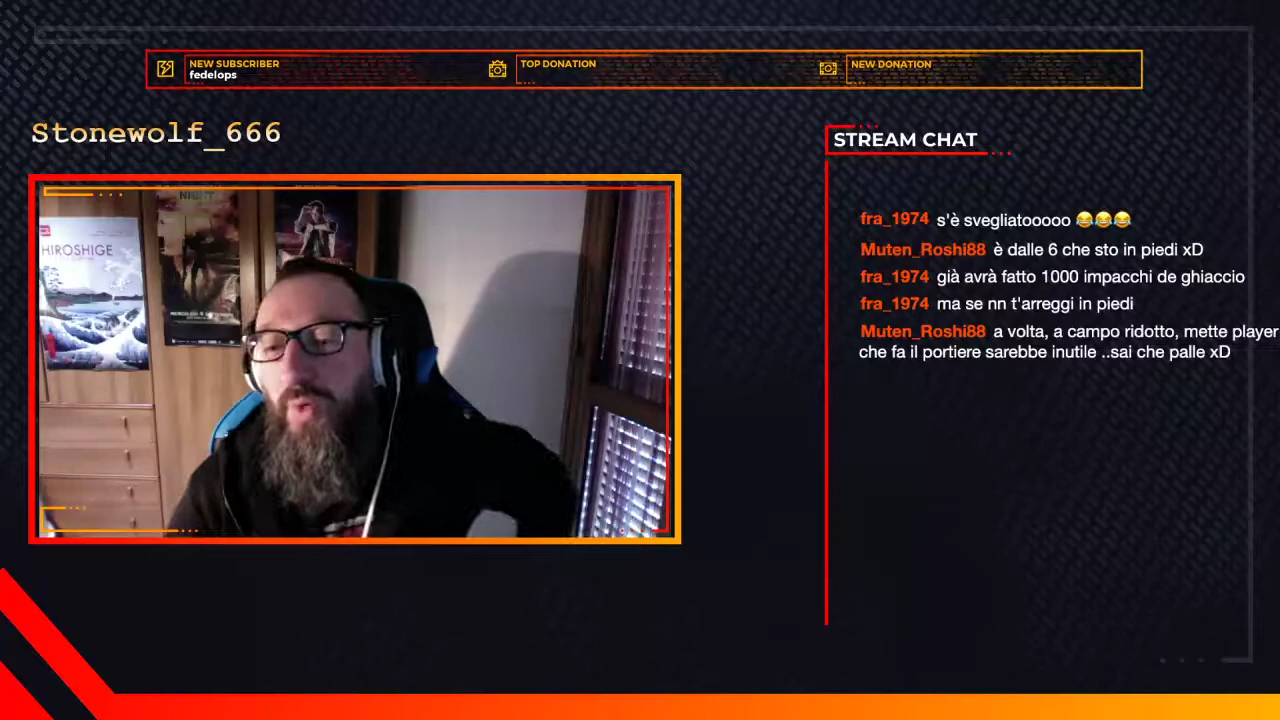 NEW SUBSCRIBER
fedelops
TOP DONATION
NEW DONATION
Stonewolf_666
STREAM CHAT
NIGHT
HIROSHIGE
fra_1974 s'è svegliatooooo 😂😂😂
Muten_Roshi88 è dalle 6 che sto in piedi xD
fra_1974 già avrà fatto 1000 impacchi de ghiaccio
fra_1974 ma se nn t'arreggi in piedi
Muten_Roshi88 a volta, a campo ridotto, mette player
che fa il portiere sarebbe inutile ..sai che palle xD